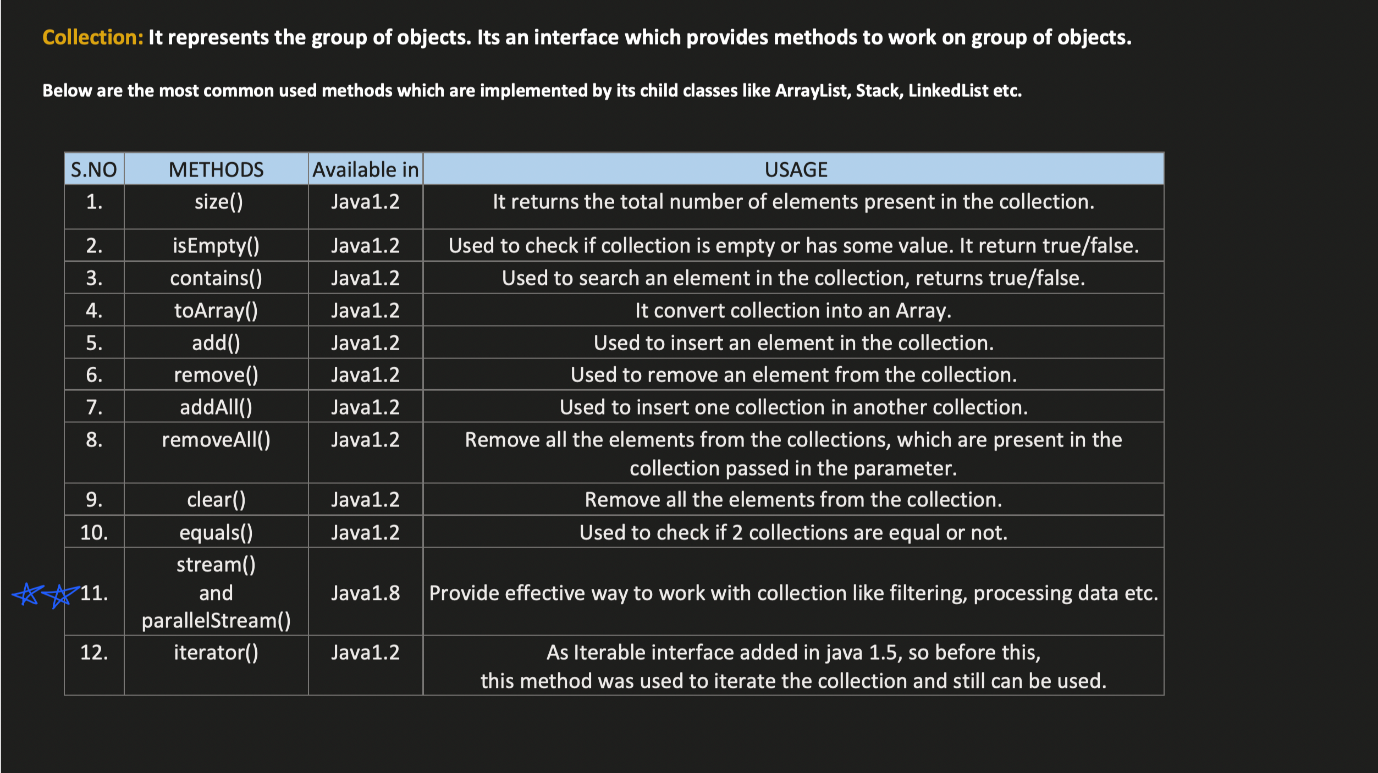 Collection: It represents the group of objects. Its an interface which provides methods to work on group of objects.
Below are the most common used methods which are implemented by its child classes like ArrayList, Stack, LinkedList etc.
S.NO METHODS Available in USAGE
1. size() Java1.2 It returns the total number of elements present in the collection.
2. isEmpty() Java1.2 Used to check if collection is empty or has some value. It return true/false.
3. contains() Java1.2 Used to search an element in the collection, returns true/false.
4. toArray() Java1.2 It convert collection into an Array.
5. add() Java1.2 Used to insert an element in the collection.
6. remove() Java1.2 Used to remove an element from the collection.
7. addAll() Java1.2 Used to insert one collection in another collection.
8. removeAll() Java1.2 Remove all the elements from the collections, which are present in the
collection passed in the parameter.
9. clear() Java1.2 Remove all the elements from the collection.
10. equals() Java1.2 Used to check if 2 collections are equal or not.
stream()
11. and Java1.8 Provide effective way to work with collection like filtering, processing data etc.
parallelStream()
12. iterator() Java1.2 As Iterable interface added in java 1.5, so before this,
this method was used to iterate the collection and still can be used.